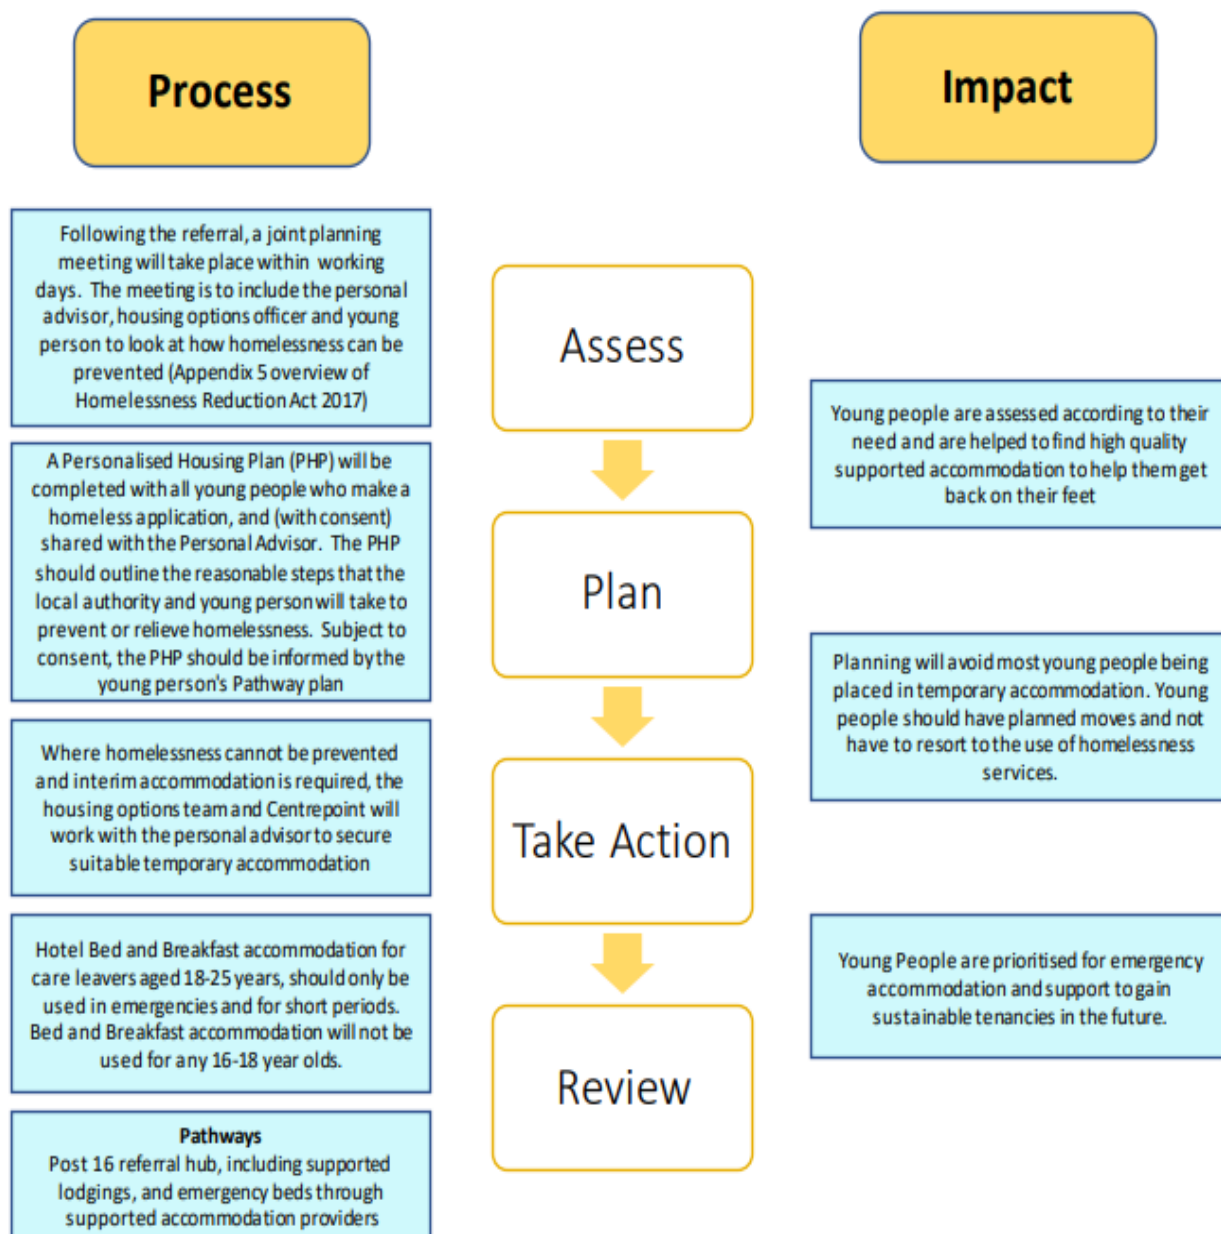 Process
Following the referral, a joint planning
meeting will take place within  working
days.  The meeting is to include the personal
advisor, housing options officer and young
person to look at how homelessness can be
prevented (Appendix 5 overview of
Homelessness Reduction Act 2017)
A Personalised Housing Plan (PHP) will be
completed with all young people who make a
homeless application, and (with consent)
shared with the Personal Advisor.  The PHP
should outline the reasonable steps that the
local authority and young person will take to
prevent or relieve homelessness.  Subject to
consent, the PHP should be informed by the
young person's Pathway plan
Where homelessness cannot be prevented
and interim accommodation is required, the
housing options team and Centrepoint will
work with the personal advisor to secure
suitable temporary accommodation
Hotel Bed and Breakfast accommodation for
care leavers aged 18-25 years, should only be
used in emergencies and for short periods.
Bed and Breakfast accommodation will not be
used for any 16-18 year olds.
Pathways
Post 16 referral hub, including supported
lodgings, and emergency beds through
supported accommodation providers
Assess
Plan
Take Action
Review
Impact
Young people are assessed according to their
need and are helped to find high quality
supported accommodation to help them get
back on their feet
Planning will avoid most young people being
placed in temporary accommodation. Young
people should have planned moves and not
have to resort to the use of homelessness
services.
Young People are prioritised for emergency
accommodation and support to gain
sustainable tenancies in the future.